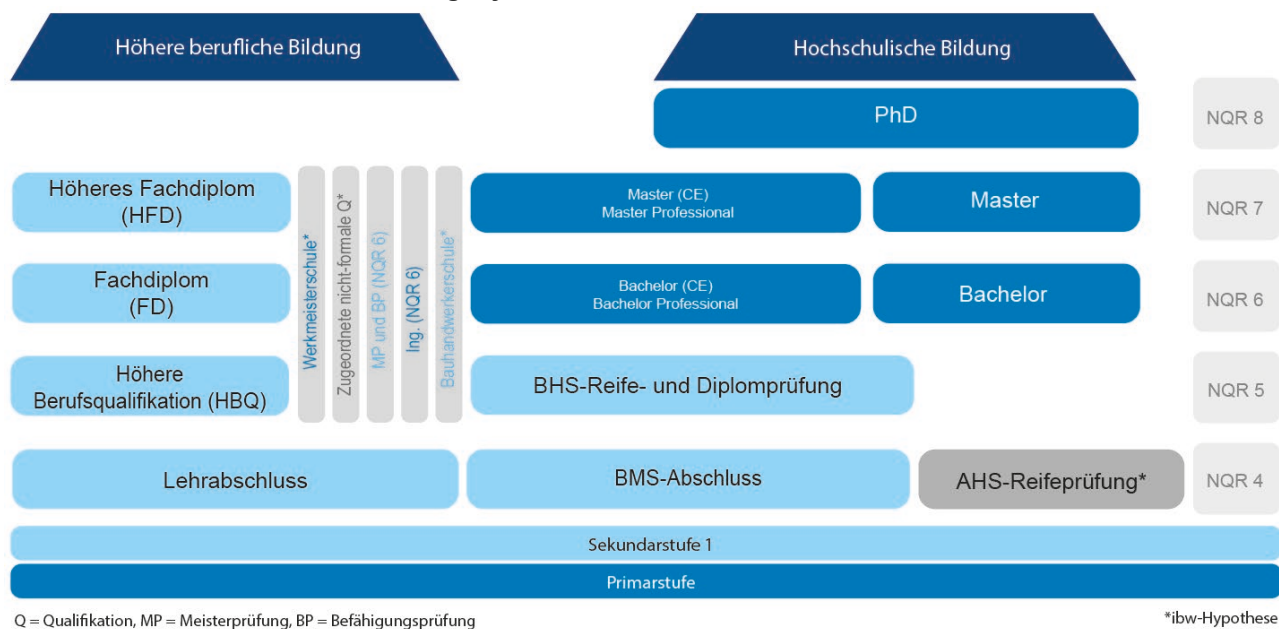 Höhere berufliche Bildung
Hochschulische Bildung
PhD
NQR 8
Höheres Fachdiplom
(HFD)
Werkmeisterschule*
Zugeordnete nicht-formale Q*
MP und BP (NQR 6)
Ing. (NQR 6)
Bauhandwerkerschule*
Master (CE)
Master Professional
Master
NQR 7
Fachdiplom
(FD)
Bachelor (CE)
Bachelor Professional
Bachelor
NQR 6
Höhere
Berufsqualifikation (HBQ)
BHS-Reife- und Diplomprüfung
NQR 5
Lehrabschluss
BMS-Abschluss
AHS-Reifeprüfung*
NQR 4
Sekundarstufe 1
Primarstufe
Q = Qualifikation, MP = Meisterprüfung, BP = Befähigungsprüfung
*ibw-Hypothese